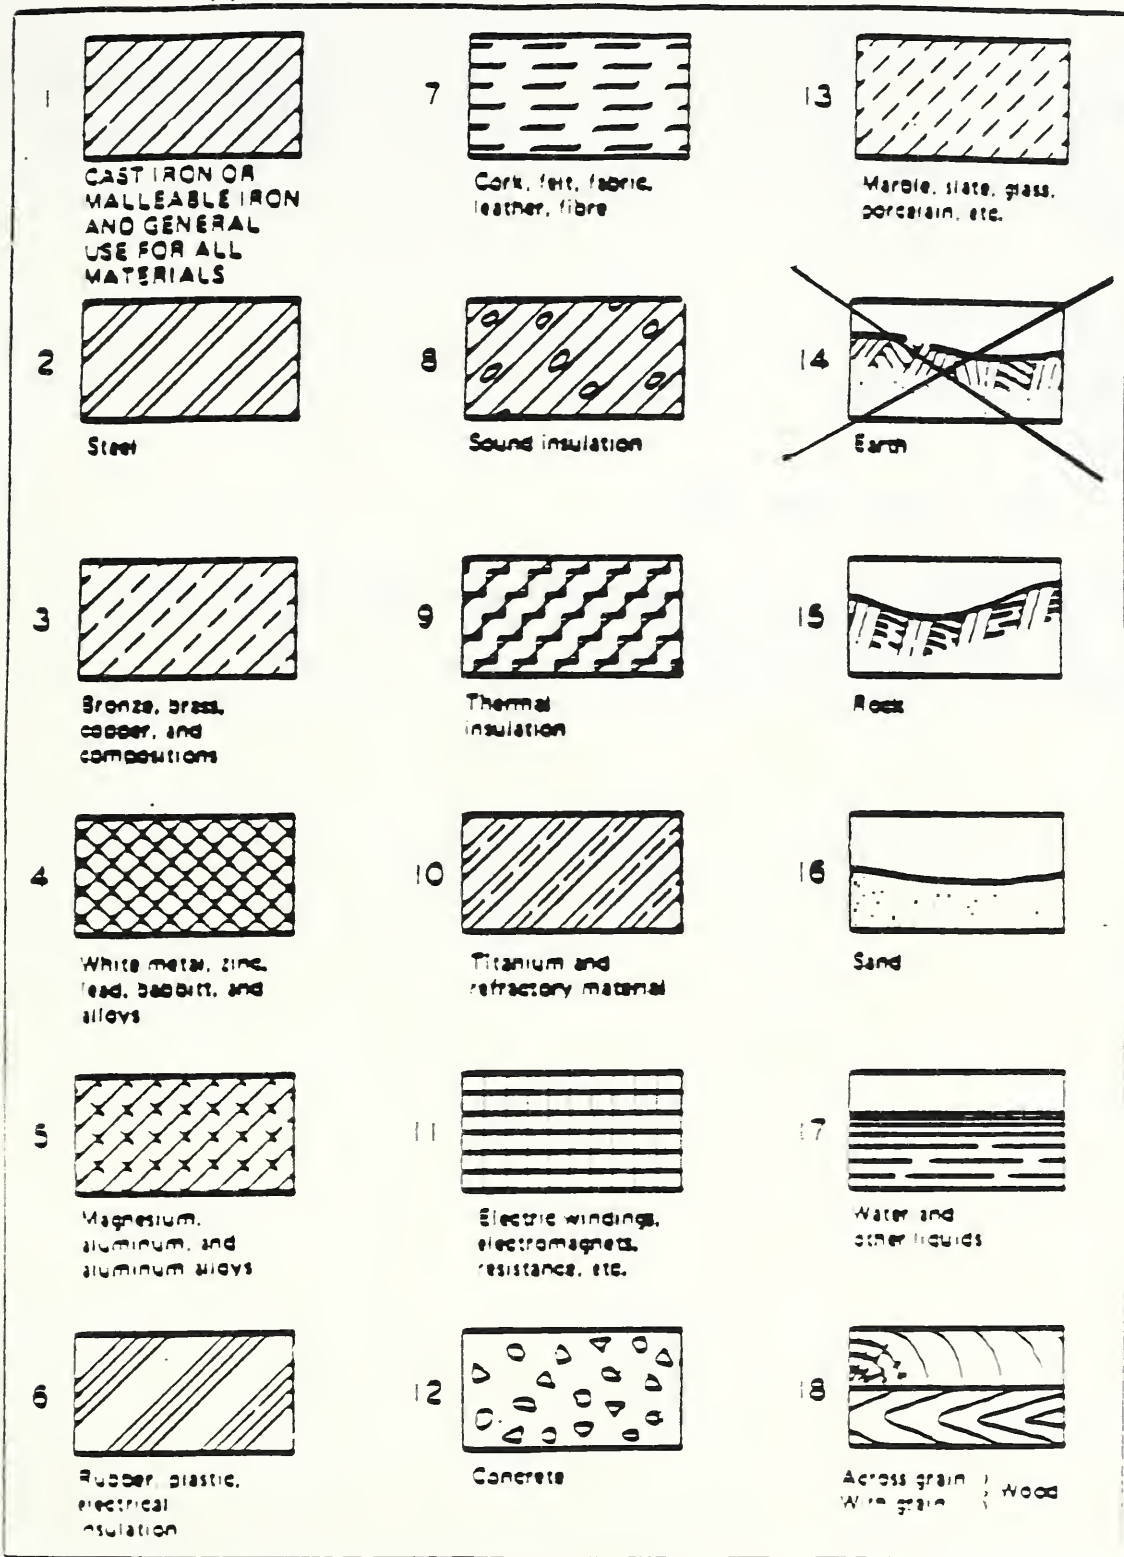 1
CAST IRON OR
MALLEABLE IRON
AND GENERAL
USE FOR ALL
MATERIALS
2
Steel
3
Bronze, brass,
copper, and
compositions
4
White metal, zinc,
lead, babbitt, and
alloys
5
Magnesium,
aluminum, and
aluminum alloys
6
Rubber, plastic,
electrical
insulation
7
Cork, felt, fabric,
leather, fibre
8
Sound insulation
9
Thermal
insulation
10
Titanium and
refractory material
11
Electric windings,
electromagnets,
resistance, etc.
12
Concrete
13
Marble, slate, glass,
porcelain, etc.
14
Earth
15
Rock
16
Sand
17
Water and
other liquids
18
Across grain } Wood
With grain